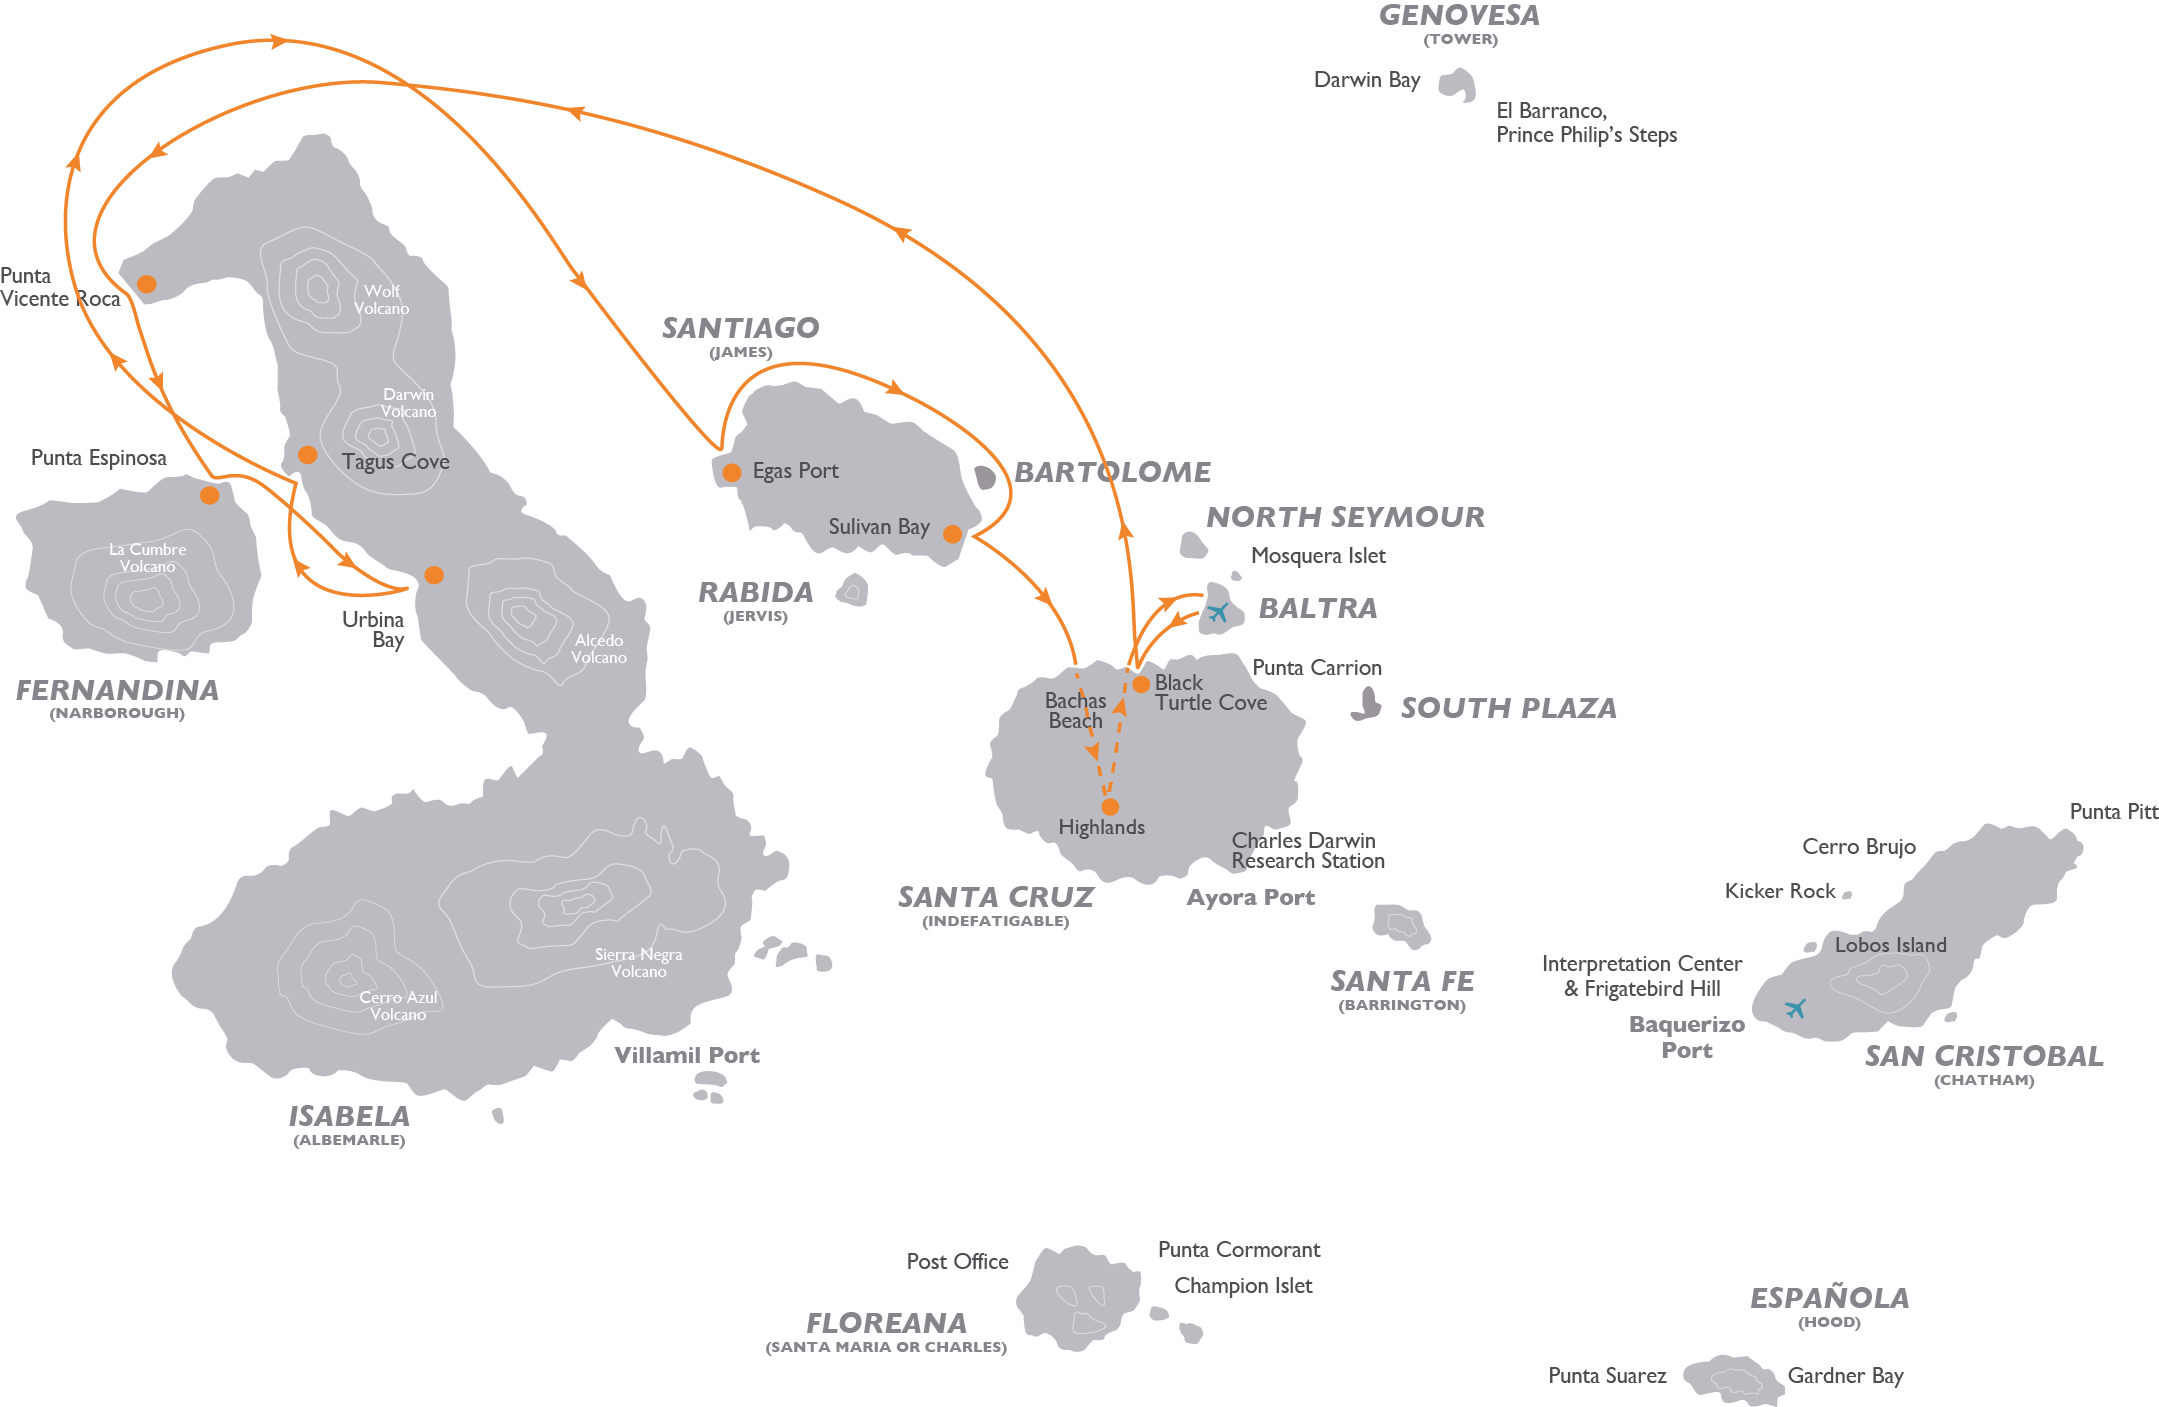 GENOVESA
(TOWER)
Darwin Bay
El Barranco,
Prince Philip's Steps
Punta
Vicente Roca
Wolf
Volcano
SANTIAGO
(JAMES)
Darwin
Volcano
Punta Espinosa
Tagus Cove
Egas Port
BARTOLOME
Sulivan Bay
NORTH SEYMOUR
Mosquera Islet
La Cumbre
Volcano
RABIDA
(JERVIS)
BALTRA
Urbina
Bay
Alcedo
Volcano
Punta Carrion
FERNANDINA
(NARBOROUGH)
Bachas
Beach
Black
Turtle Cove
SOUTH PLAZA
Highlands
Charles Darwin
Research Station
Punta Pitt
Cerro Brujo
Kicker Rock
SANTA CRUZ
(INDEFATIGABLE)
Ayora Port
Lobos Island
Sierra Negra
Volcano
Interpretation Center
& Frigatebird Hill
SANTA FE
(BARRINGTON)
Cerro Azul
Volcano
Baquerizo
Port
Villamil Port
SAN CRISTOBAL
(CHATHAM)
ISABELA
(ALBEMARLE)
Post Office
Punta Cormorant
Champion Islet
FLOREANA
(SANTA MARIA OR CHARLES)
ESPAÑOLA
(HOOD)
Punta Suarez
Gardner Bay